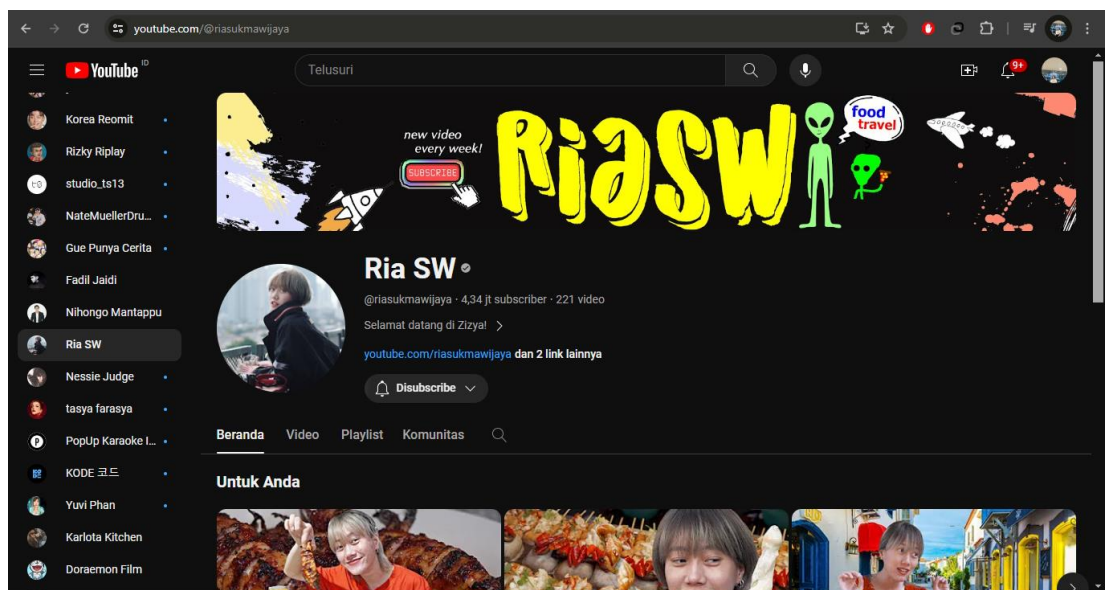 youtube.com/@riasukmawijaya
YouTube ID
Telusuri
9+
Korea Reomit
Rizky Riplay
studio_ts13
NateMuellerDru...
Gue Punya Cerita
Fadil Jaidi
Nihongo Mantappu
Ria SW
Nessie Judge
tasya farasya
PopUp Karaoke I...
KODE 코드
Yuvi Phan
Karlota Kitchen
Doraemon Film
new video
every week!
SUBSCRIBE
RiaSW
food
travel
Ria SW
@riasukmawijaya · 4,34 jt subscriber · 221 video
Selamat datang di Zizya!
youtube.com/riasukmawijaya dan 2 link lainnya
Disubscribe
Beranda Video Playlist Komunitas
Untuk Anda